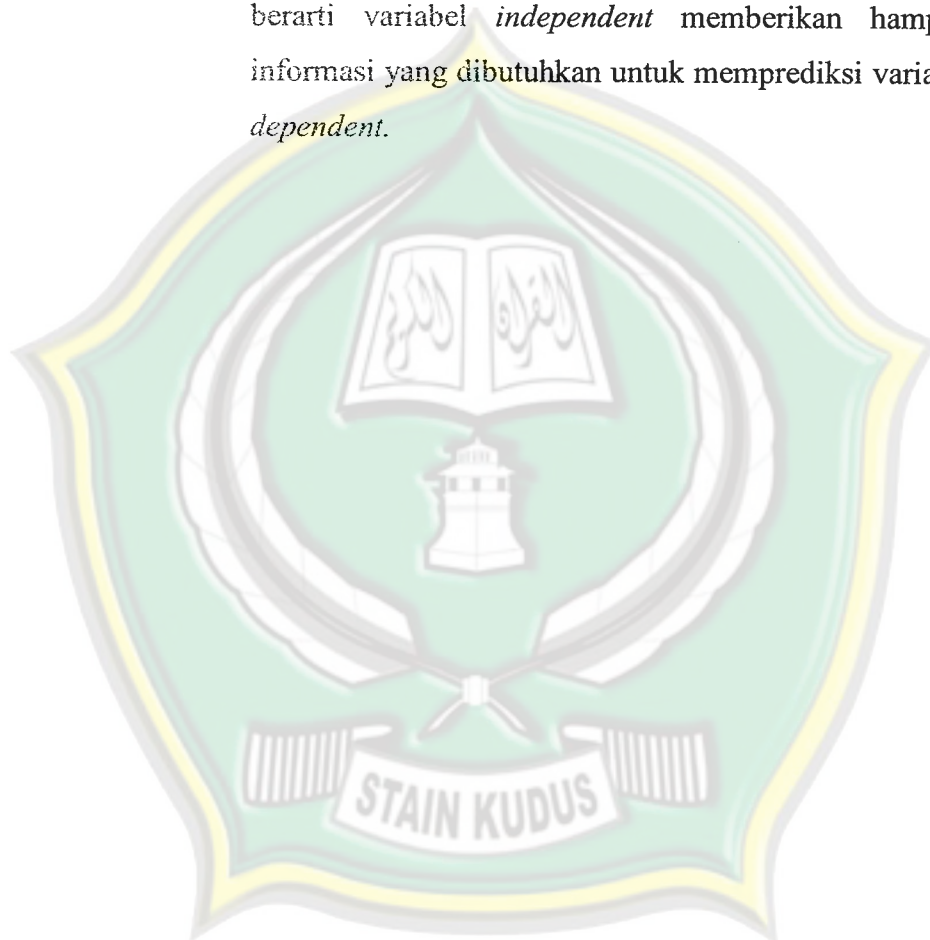 berarti variabel independent memberikan
informasi yang dibutuhkan untuk memprediksi
dependent.
STAIN KUDUS